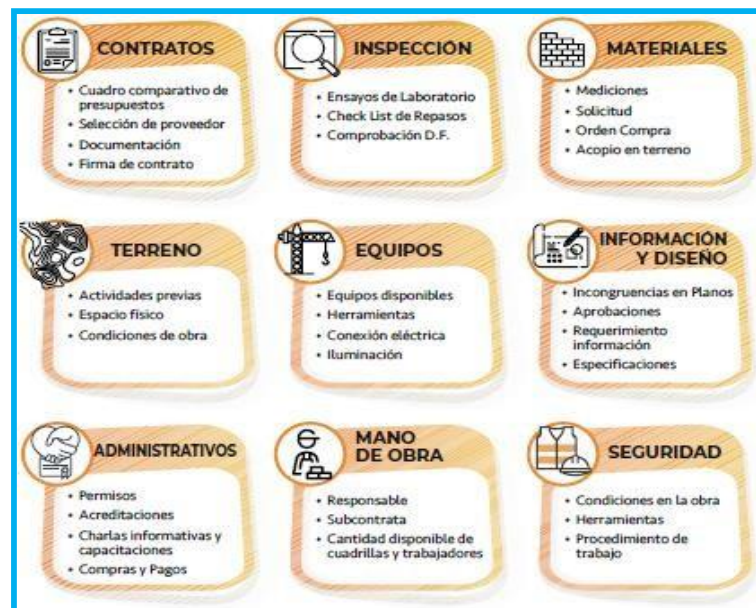 CONTRATOS
• Cuadro comparativo de
presupuestos
• Selección de proveedor
• Documentación
• Firma de contrato
INSPECCIÓN
• Ensayos de Laboratorio
• Check List de Repasos
• Comprobación D.F.
MATERIALES
• Mediciones
• Solicitud
• Orden Compra
• Acopio en terreno
TERRENO
• Actividades previas
• Espacio físico
• Condiciones de obra
EQUIPOS
• Equipos disponibles
• Herramientas
• Conexión eléctrica
• Iluminación
INFORMACIÓN
Y DISEÑO
• Incongruencias en Planos
• Aprobaciones
• Requerimiento
información
• Especificaciones
ADMINISTRATIVOS
• Permisos
• Acreditaciones
• Charlas informativas y
capacitaciones
• Compras y Pagos
MANO
DE OBRA
• Responsable
• Subcontrata
• Cantidad disponible de
cuadrillas y trabajadores
SEGURIDAD
• Condiciones en la obra
• Herramientas
• Procedimiento de
trabajo